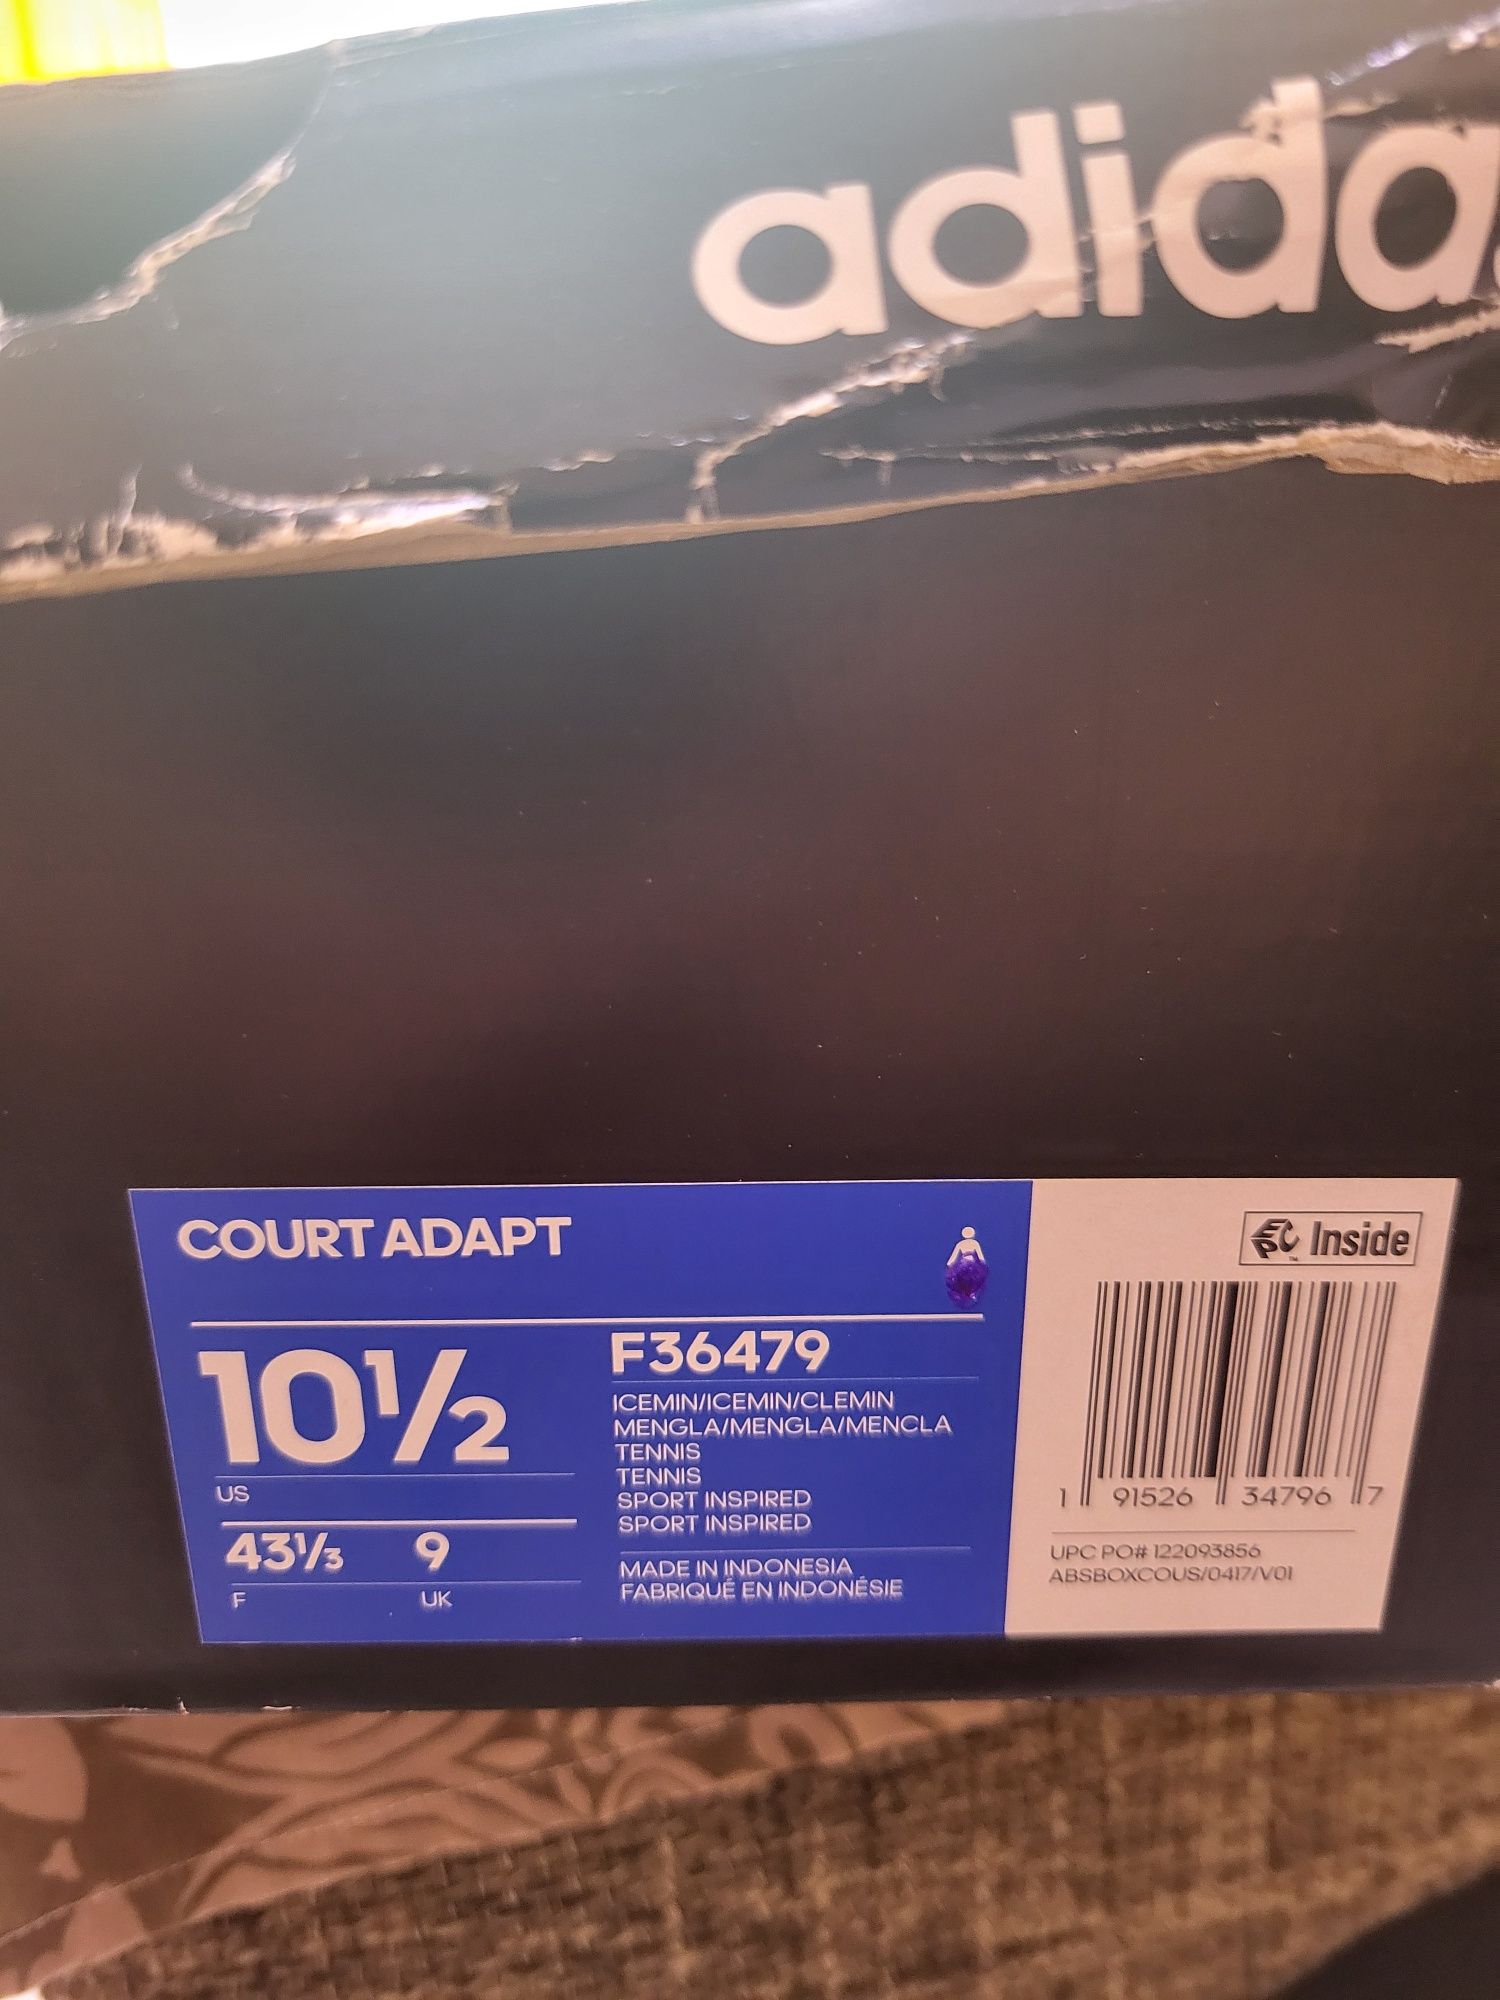 adidas
COURT ADAPT
10½
US
43⅓ 9
F UK
F36479
ICEMIN/ICEMIN/CLEMIN
MENGLA/MENGLA/MENCLA
TENNIS
TENNIS
SPORT INSPIRED
SPORT INSPIRED
MADE IN INDONESIA
FABRIQUÉ EN INDONÉSIE
EPC Inside
1 91526 34796 7
UPC PO# 122093856
ABSBOXCOUS/0417/V01